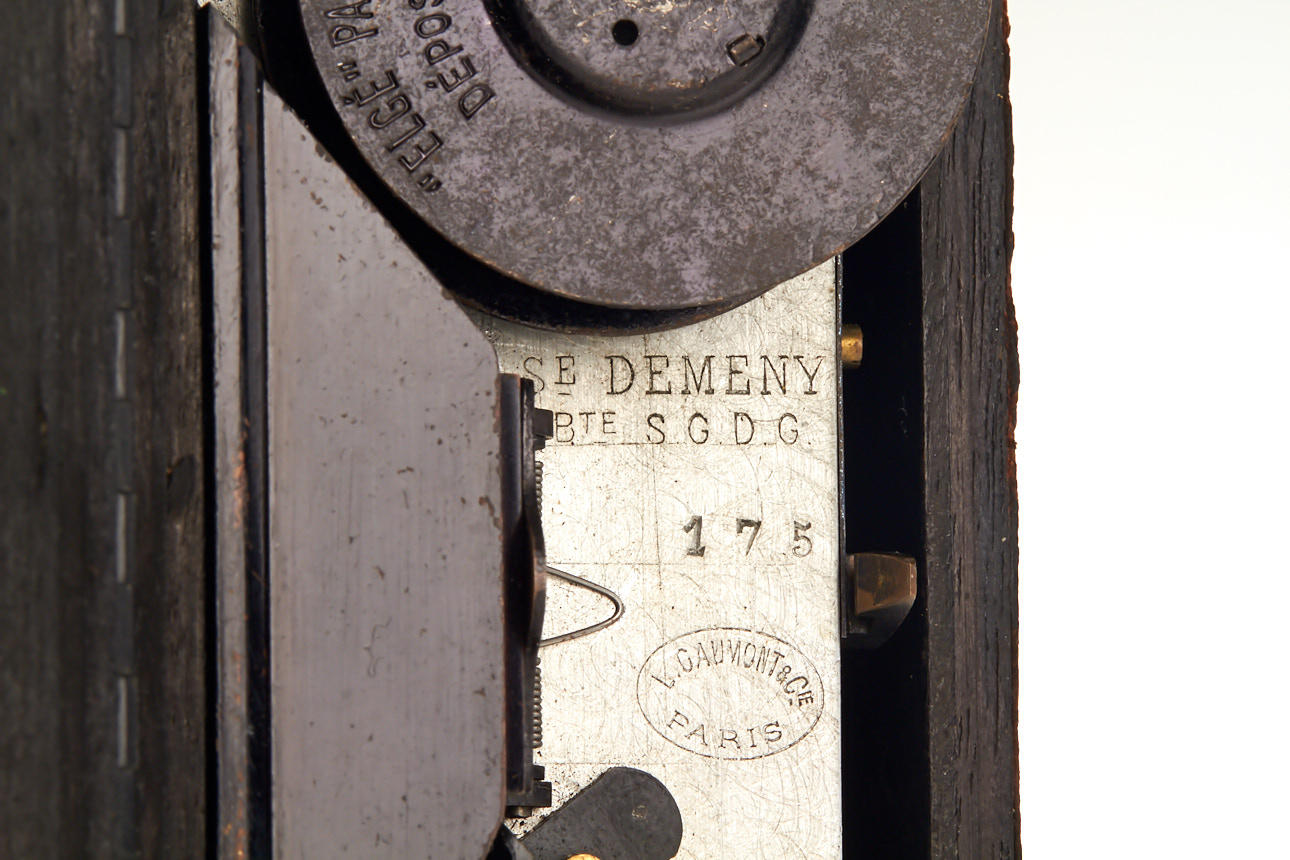 "ELGÉ" PA
DÉPOS
SE DEMENY
BTE S.G.D.G.
175
L. GAUMONT & CIE
PARIS